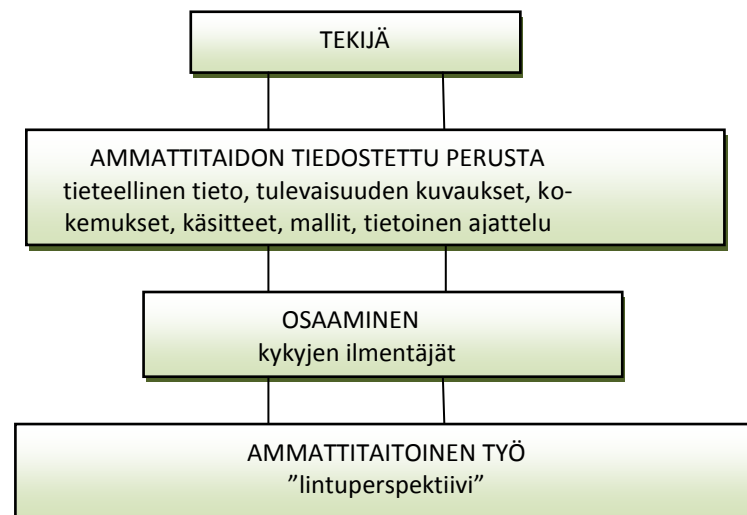 TEKIJÄ
AMMATTITAIDON TIEDOSTETTU PERUSTA
tieteellinen tieto, tulevaisuuden kuvaukset, ko-
kemukset, käsitteet, mallit, tietoinen ajattelu
OSAAMINEN
kykyjen ilmentäjät
AMMATTITAITOINEN TYÖ
”lintuperspektiivi”